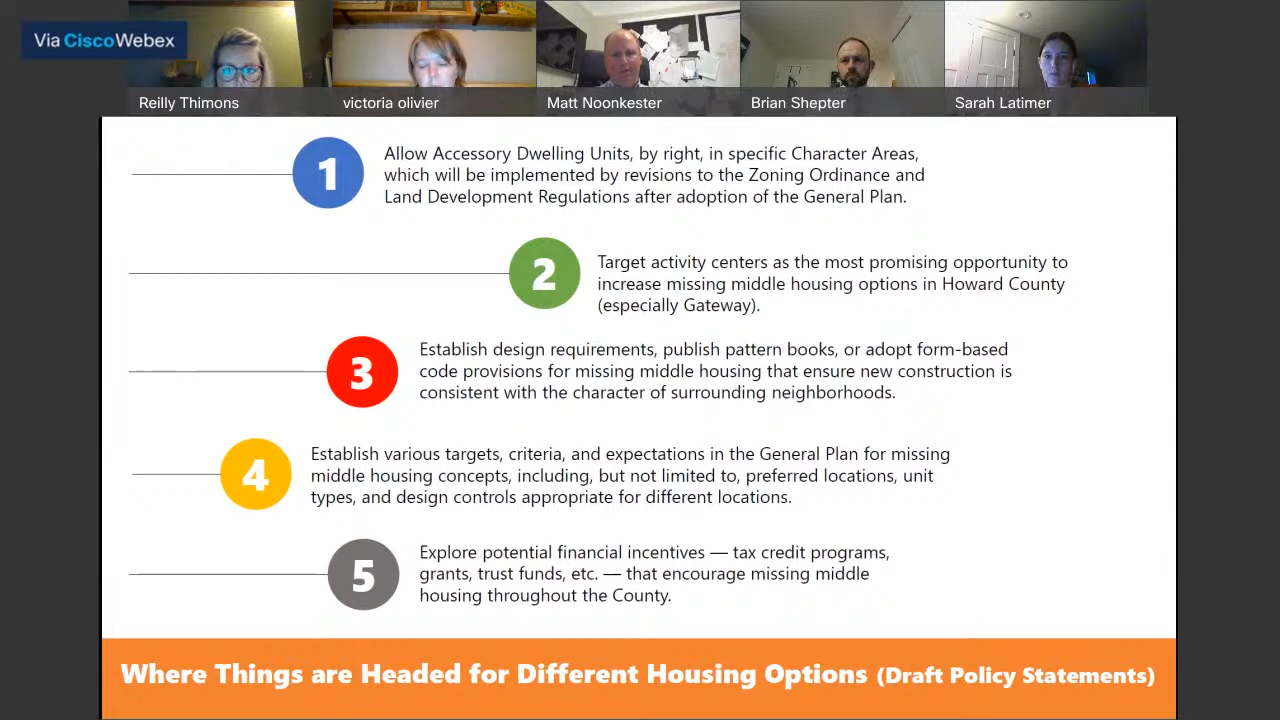 Via CiscoWebex
Reilly Thimons
victoria olivier
Matt Noonkester
Brian Shepter
Sarah Latimer
1
Allow Accessory Dwelling Units, by right, in specific Character Areas,
which will be implemented by revisions to the Zoning Ordinance and
Land Development Regulations after adoption of the General Plan.
2
Target activity centers as the most promising opportunity to
increase missing middle housing options in Howard County
(especially Gateway).
3
Establish design requirements, publish pattern books, or adopt form-based
code provisions for missing middle housing that ensure new construction is
consistent with the character of surrounding neighborhoods.
4
Establish various targets, criteria, and expectations in the General Plan for missing
middle housing concepts, including, but not limited to, preferred locations, unit
types, and design controls appropriate for different locations.
5
Explore potential financial incentives — tax credit programs,
grants, trust funds, etc. — that encourage missing middle
housing throughout the County.
Where Things are Headed for Different Housing Options (Draft Policy Statements)